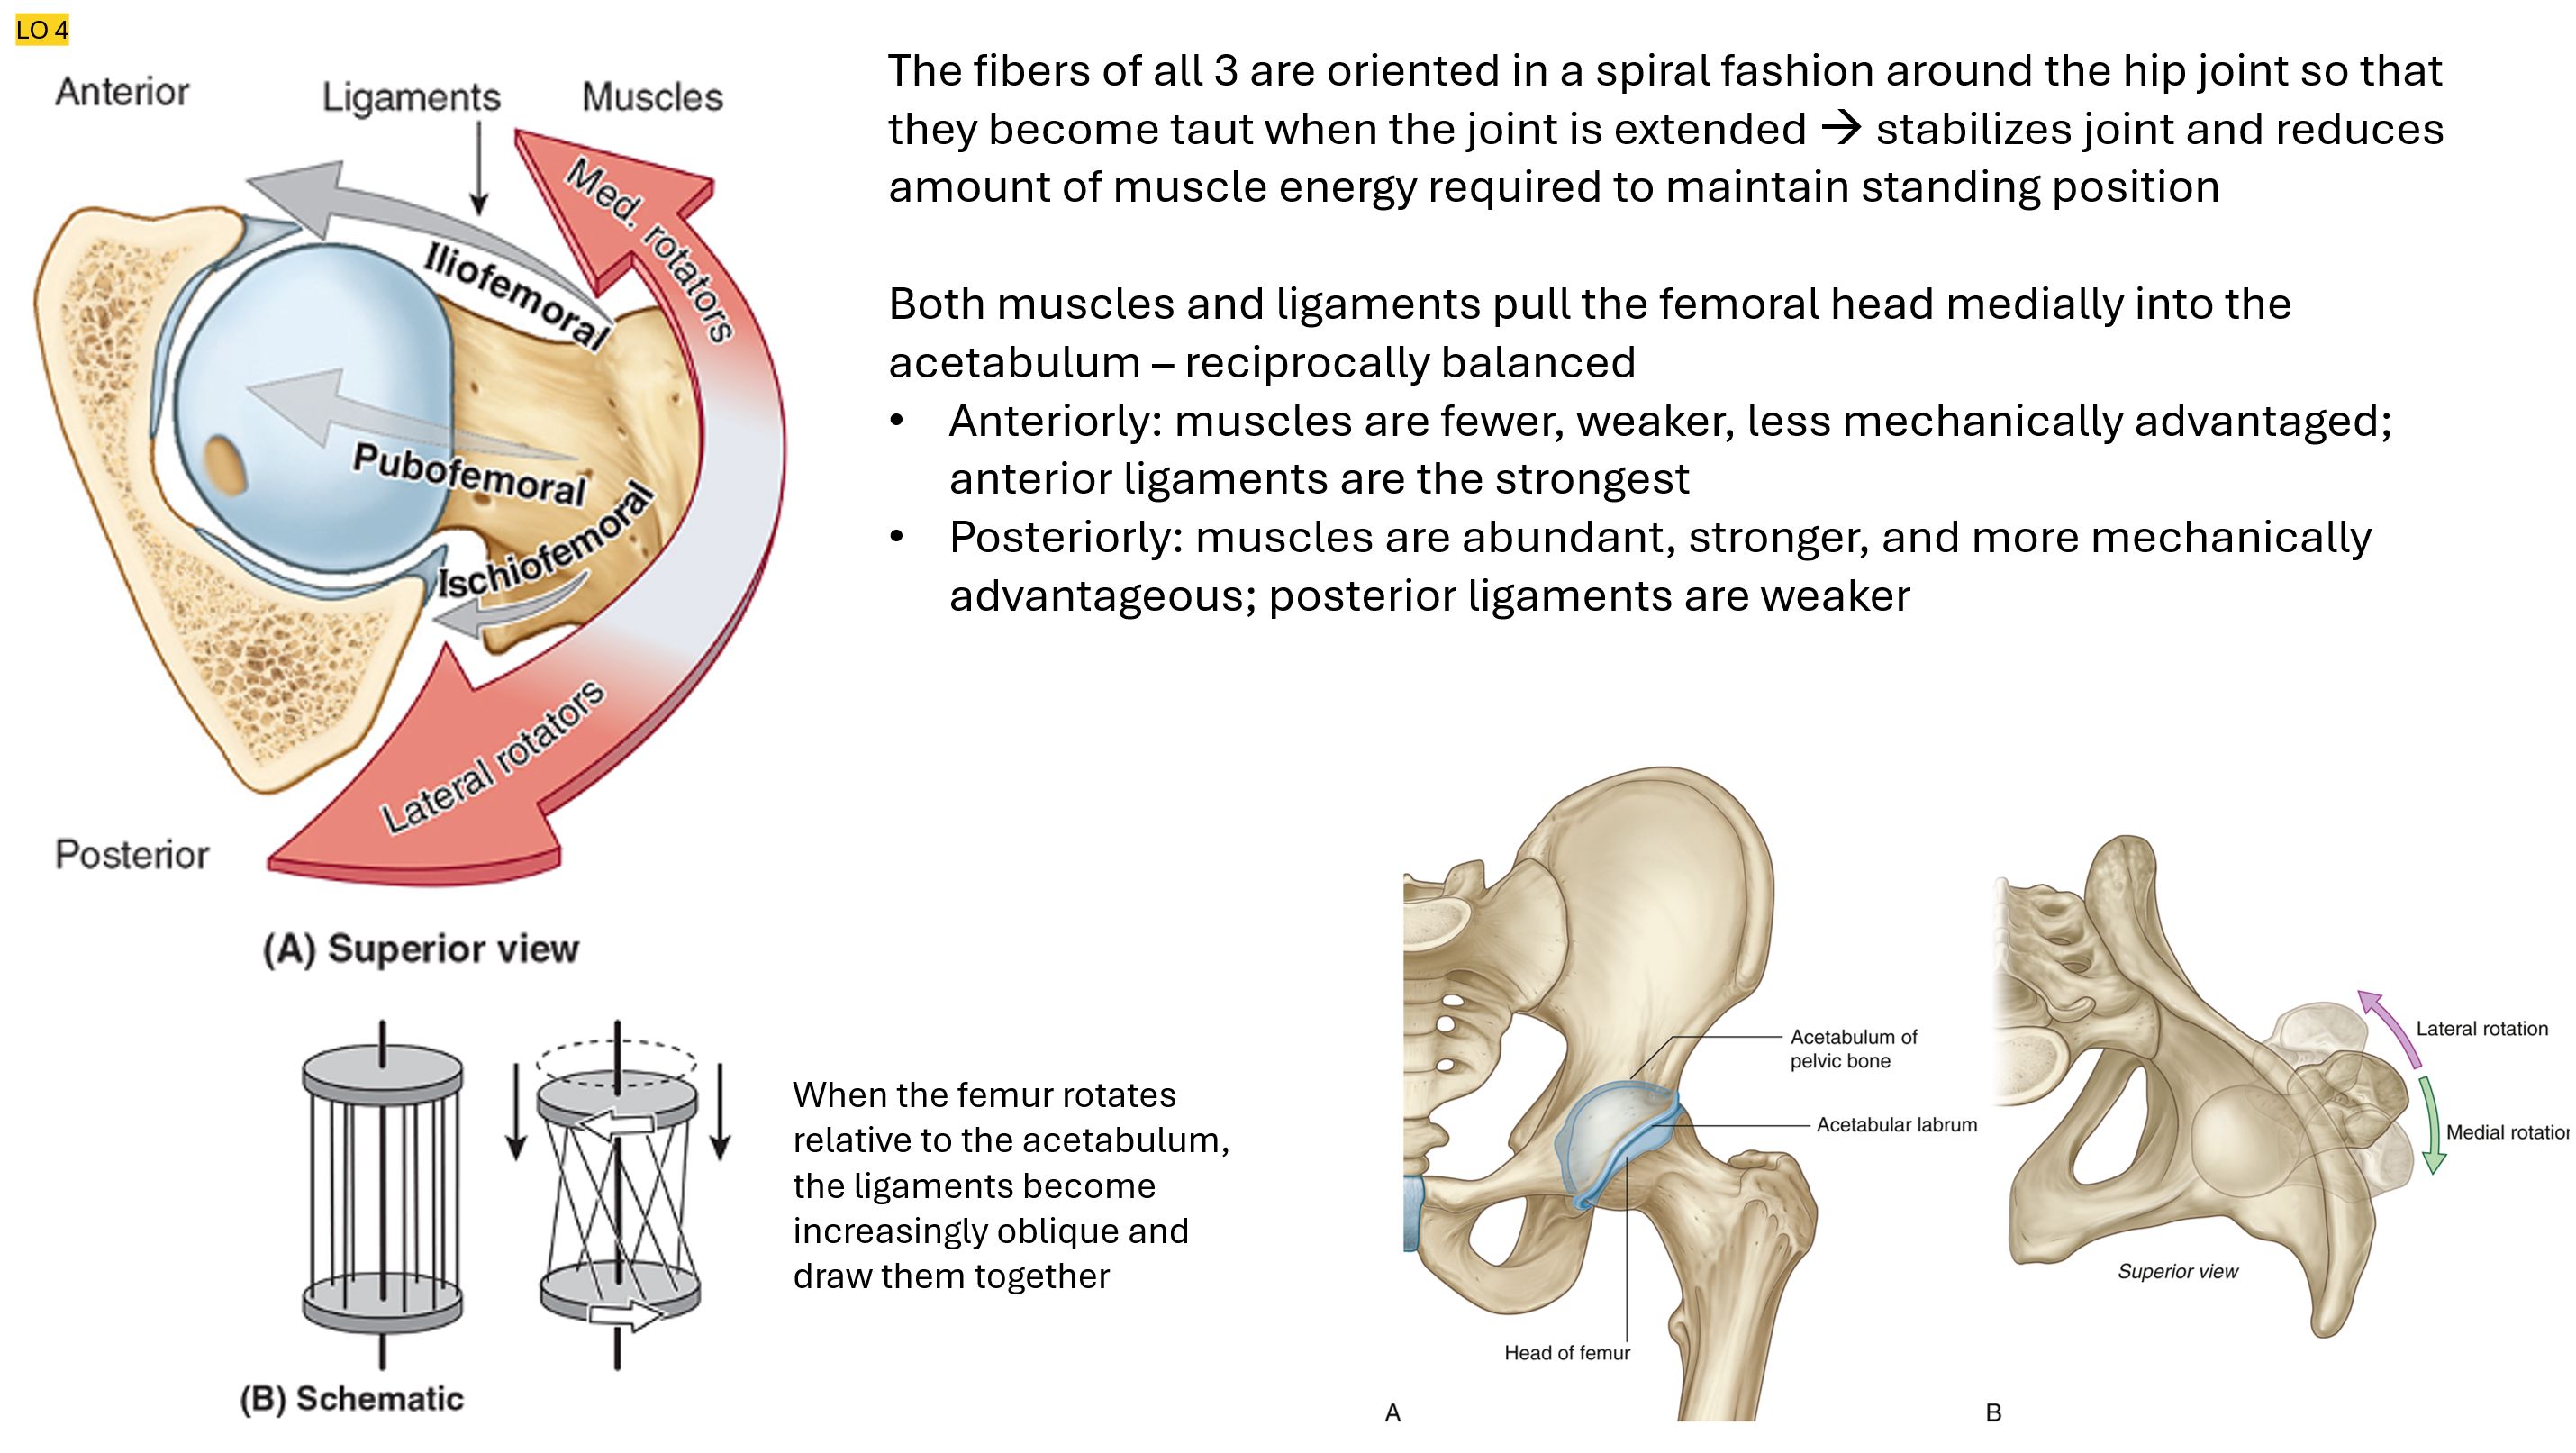 LO 4
Anterior
Ligaments
Muscles
Med. rotators
Iliofemoral
Pubofemoral
Ischiofemoral
Lateral rotators
Posterior
(A) Superior view
The fibers of all 3 are oriented in a spiral fashion around the hip joint so that
they become taut when the joint is extended → stabilizes joint and reduces
amount of muscle energy required to maintain standing position
Both muscles and ligaments pull the femoral head medially into the
acetabulum – reciprocally balanced
• Anteriorly: muscles are fewer, weaker, less mechanically advantaged;
anterior ligaments are the strongest
• Posteriorly: muscles are abundant, stronger, and more mechanically
advantageous; posterior ligaments are weaker
(B) Schematic
When the femur rotates
relative to the acetabulum,
the ligaments become
increasingly oblique and
draw them together
Acetabulum of
pelvic bone
Acetabular labrum
Head of femur
A
Lateral rotation
Medial rotation
Superior view
B